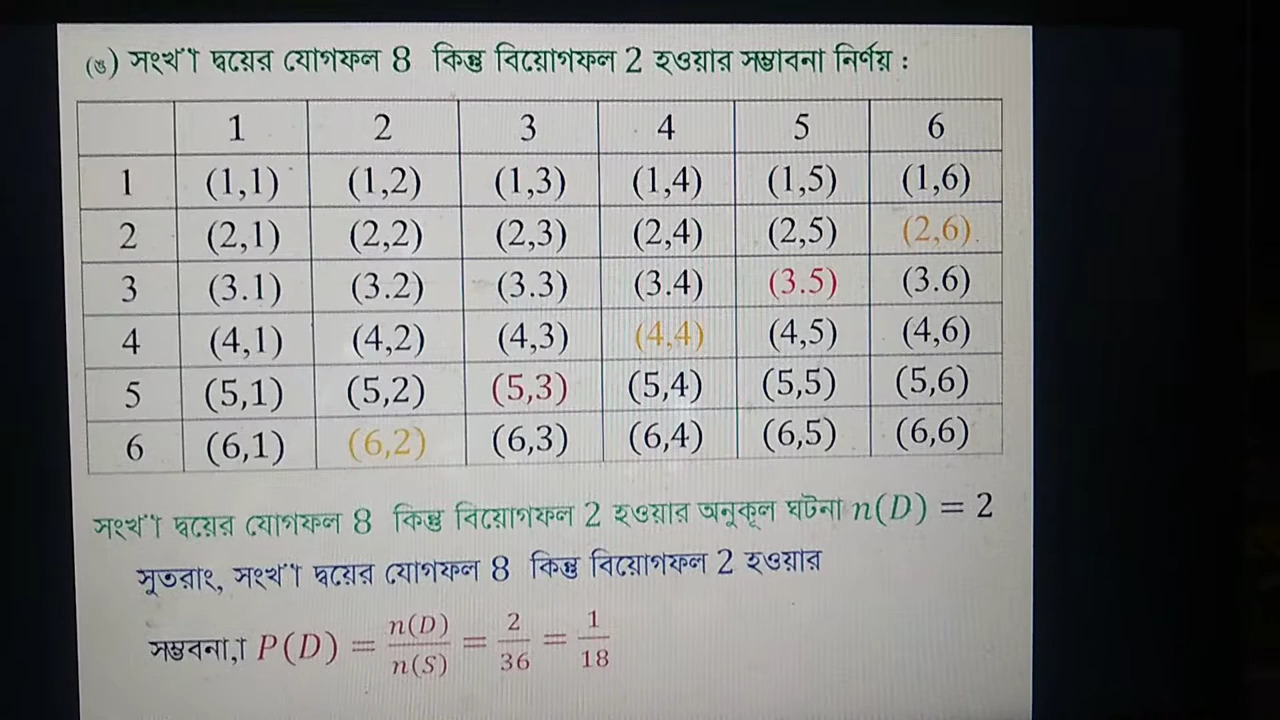 (ঙ) সংখ্যা দ্বয়ের যোগফল 8 কিন্তু বিয়োগফল 2 হওয়ার সম্ভাবনা নির্ণয় :
1 2 3 4 5 6
1 (1,1) (1,2) (1,3) (1,4) (1,5) (1,6)
2 (2,1) (2,2) (2,3) (2,4) (2,5) (2,6)
3 (3.1) (3.2) (3.3) (3.4) (3.5) (3.6)
4 (4,1) (4,2) (4,3) (4,4) (4,5) (4,6)
5 (5,1) (5,2) (5,3) (5,4) (5,5) (5,6)
6 (6,1) (6,2) (6,3) (6,4) (6,5) (6,6)
সংখ্যা দ্বয়ের যোগফল 8 কিন্তু বিয়োগফল 2 হওয়ার অনুকূল ঘটনা n(D) = 2
সুতরাং, সংখ্যা দ্বয়ের যোগফল 8 কিন্তু বিয়োগফল 2 হওয়ার
সম্ভবনা,া P(D) = n(D)/n(S) = 2/36 = 1/18